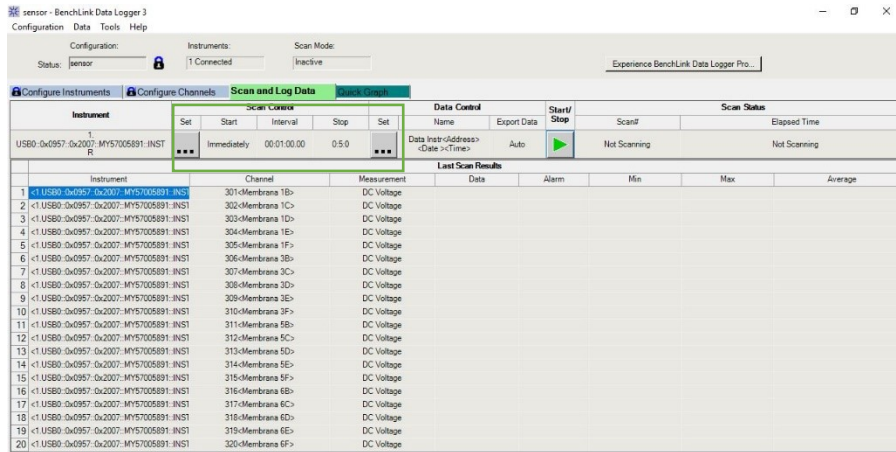 sensor - BenchLink Data Logger 3
Configuration Data Tools Help
Configuration: Instruments: Scan Mode:
Status: sensor 1 Connected Inactive Experience BenchLink Data Logger Pro...
Configure Instruments Configure Channels Scan and Log Data Quick Graph
Instrument Scan Control Data Control Start/ Stop Scan Status
Set Start Interval Stop Set Name Export Data Scan# Elapsed Time
1. USB0::0x0957::0x2007::MY57005891::INST R ... Immediately 00:01:00.00 0:5:0 ... Data Instr<Address> <Date ><Time> Auto Not Scanning Not Scanning
Last Scan Results
Instrument Channel Measurement Data Alarm Min Max Average
1 <1.USB0::0x0957::0x2007::MY57005891::INST 301<Membrana 1B> DC Voltage
2 <1.USB0::0x0957::0x2007::MY57005891::INST 302<Membrana 1C> DC Voltage
3 <1.USB0::0x0957::0x2007::MY57005891::INST 303<Membrana 1D> DC Voltage
4 <1.USB0::0x0957::0x2007::MY57005891::INST 304<Membrana 1E> DC Voltage
5 <1.USB0::0x0957::0x2007::MY57005891::INST 305<Membrana 1F> DC Voltage
6 <1.USB0::0x0957::0x2007::MY57005891::INST 306<Membrana 3B> DC Voltage
7 <1.USB0::0x0957::0x2007::MY57005891::INST 307<Membrana 3C> DC Voltage
8 <1.USB0::0x0957::0x2007::MY57005891::INST 308<Membrana 3D> DC Voltage
9 <1.USB0::0x0957::0x2007::MY57005891::INST 309<Membrana 3E> DC Voltage
10 <1.USB0::0x0957::0x2007::MY57005891::INST 310<Membrana 3F> DC Voltage
11 <1.USB0::0x0957::0x2007::MY57005891::INST 311<Membrana 5B> DC Voltage
12 <1.USB0::0x0957::0x2007::MY57005891::INST 312<Membrana 5C> DC Voltage
13 <1.USB0::0x0957::0x2007::MY57005891::INST 313<Membrana 5D> DC Voltage
14 <1.USB0::0x0957::0x2007::MY57005891::INST 314<Membrana 5E> DC Voltage
15 <1.USB0::0x0957::0x2007::MY57005891::INST 315<Membrana 5F> DC Voltage
16 <1.USB0::0x0957::0x2007::MY57005891::INST 316<Membrana 6B> DC Voltage
17 <1.USB0::0x0957::0x2007::MY57005891::INST 317<Membrana 6C> DC Voltage
18 <1.USB0::0x0957::0x2007::MY57005891::INST 318<Membrana 6D> DC Voltage
19 <1.USB0::0x0957::0x2007::MY57005891::INST 319<Membrana 6E> DC Voltage
20 <1.USB0::0x0957::0x2007::MY57005891::INST 320<Membrana 6F> DC Voltage